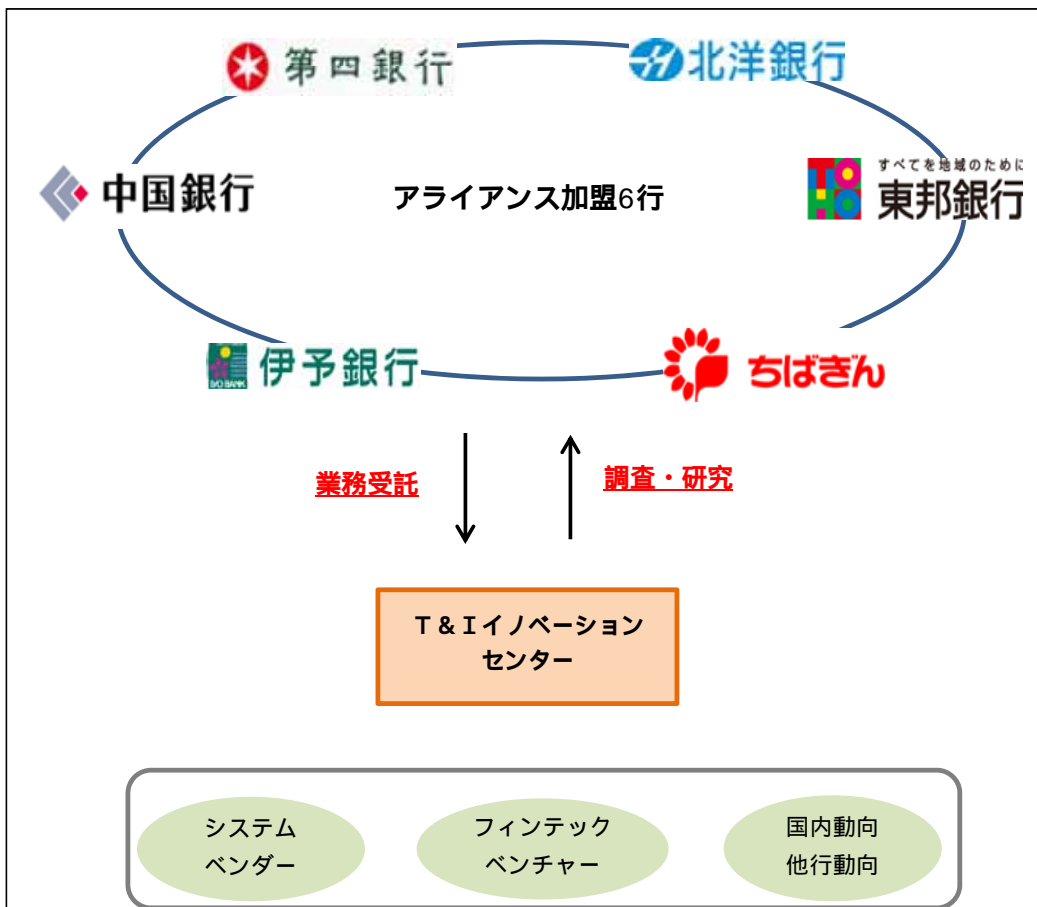 第四銀行
北洋銀行
中国銀行
アライアンス加盟6行
TOHO
すべてを地域のために
東邦銀行
IYO BANK
伊予銀行
ちばぎん
業務受託
調査・研究
T&Iイノベーション
センター
システム
ベンダー
フィンテック
ベンチャー
国内動向
他行動向